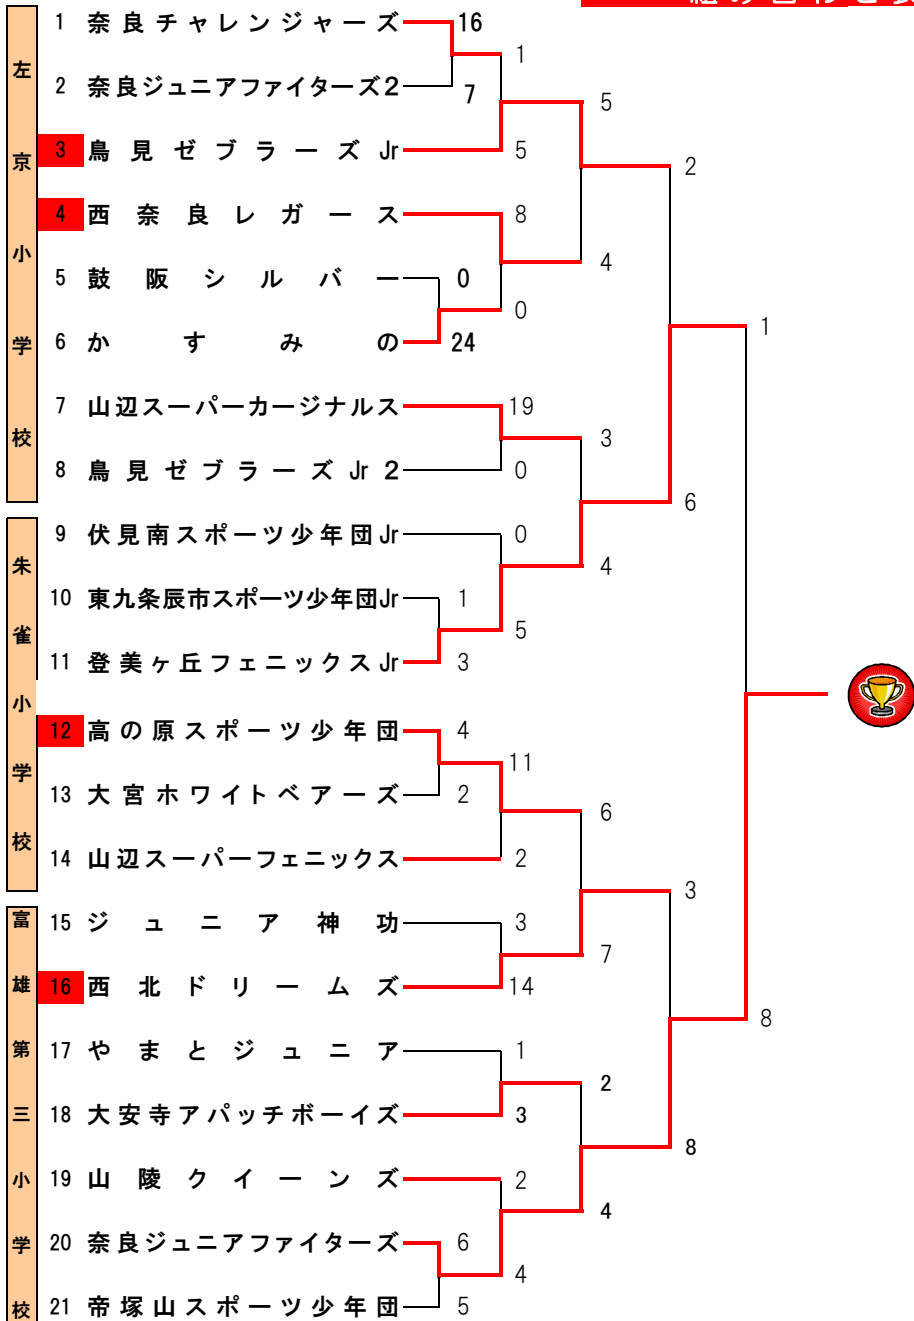 1 奈良チャレンジャーズ 16
1
2 奈良ジュニアファイターズ2 7
5
3 鳥見ゼブラーズJr 5
2
4 西奈良レガース 8
4
5 鼓阪シルバー 0
0
6 かすみの 24
1
7 山辺スーパーカージナルス 19
3
8 鳥見ゼブラーズJr 2 0
6
左京小学校
9 伏見南スポーツ少年団Jr 0
4
10 東九条辰市スポーツ少年団Jr 1
5
11 登美ヶ丘フェニックスJr 3
12 高の原スポーツ少年団 4
11
13 大宮ホワイトベアーズ 2
6
14 山辺スーパーフェニックス 2
3
朱雀小学校
15 ジュニア神功 3
7
16 西北ドリームズ 14
8
17 やまとジュニア 1
2
18 大安寺アパッチボーイズ 3
8
19 山陵クイーンズ 2
4
20 奈良ジュニアファイターズ 6
4
21 帝塚山スポーツ少年団 5
富雄第三小学校